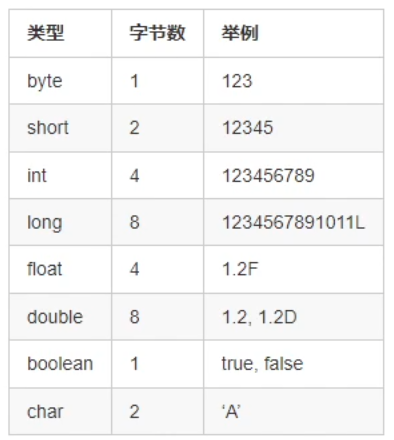 类型 字节数 举例
byte 1 123
short 2 12345
int 4 123456789
long 8 1234567891011L
float 4 1.2F
double 8 1.2, 1.2D
boolean 1 true, false
char 2 ‘A’